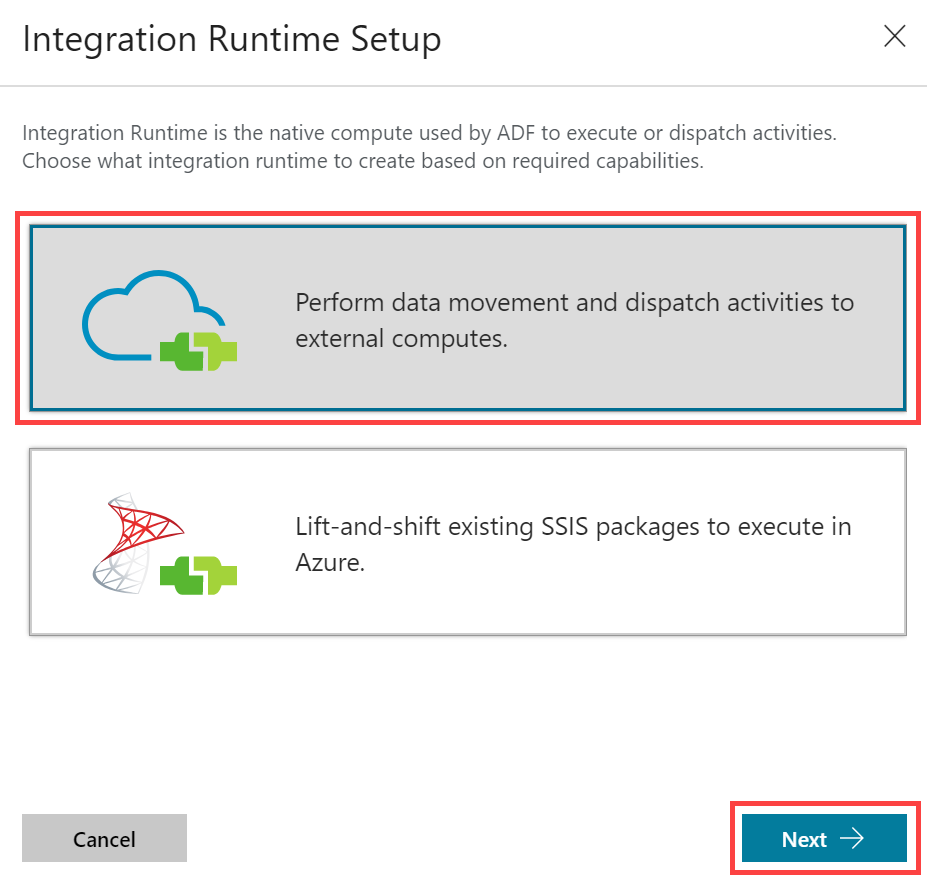 Integration Runtime Setup
Integration Runtime is the native compute used by ADF to execute or dispatch activities.
Choose what integration runtime to create based on required capabilities.
Perform data movement and dispatch activities to
external computes.
Lift-and-shift existing SSIS packages to execute in
Azure.
Cancel
Next